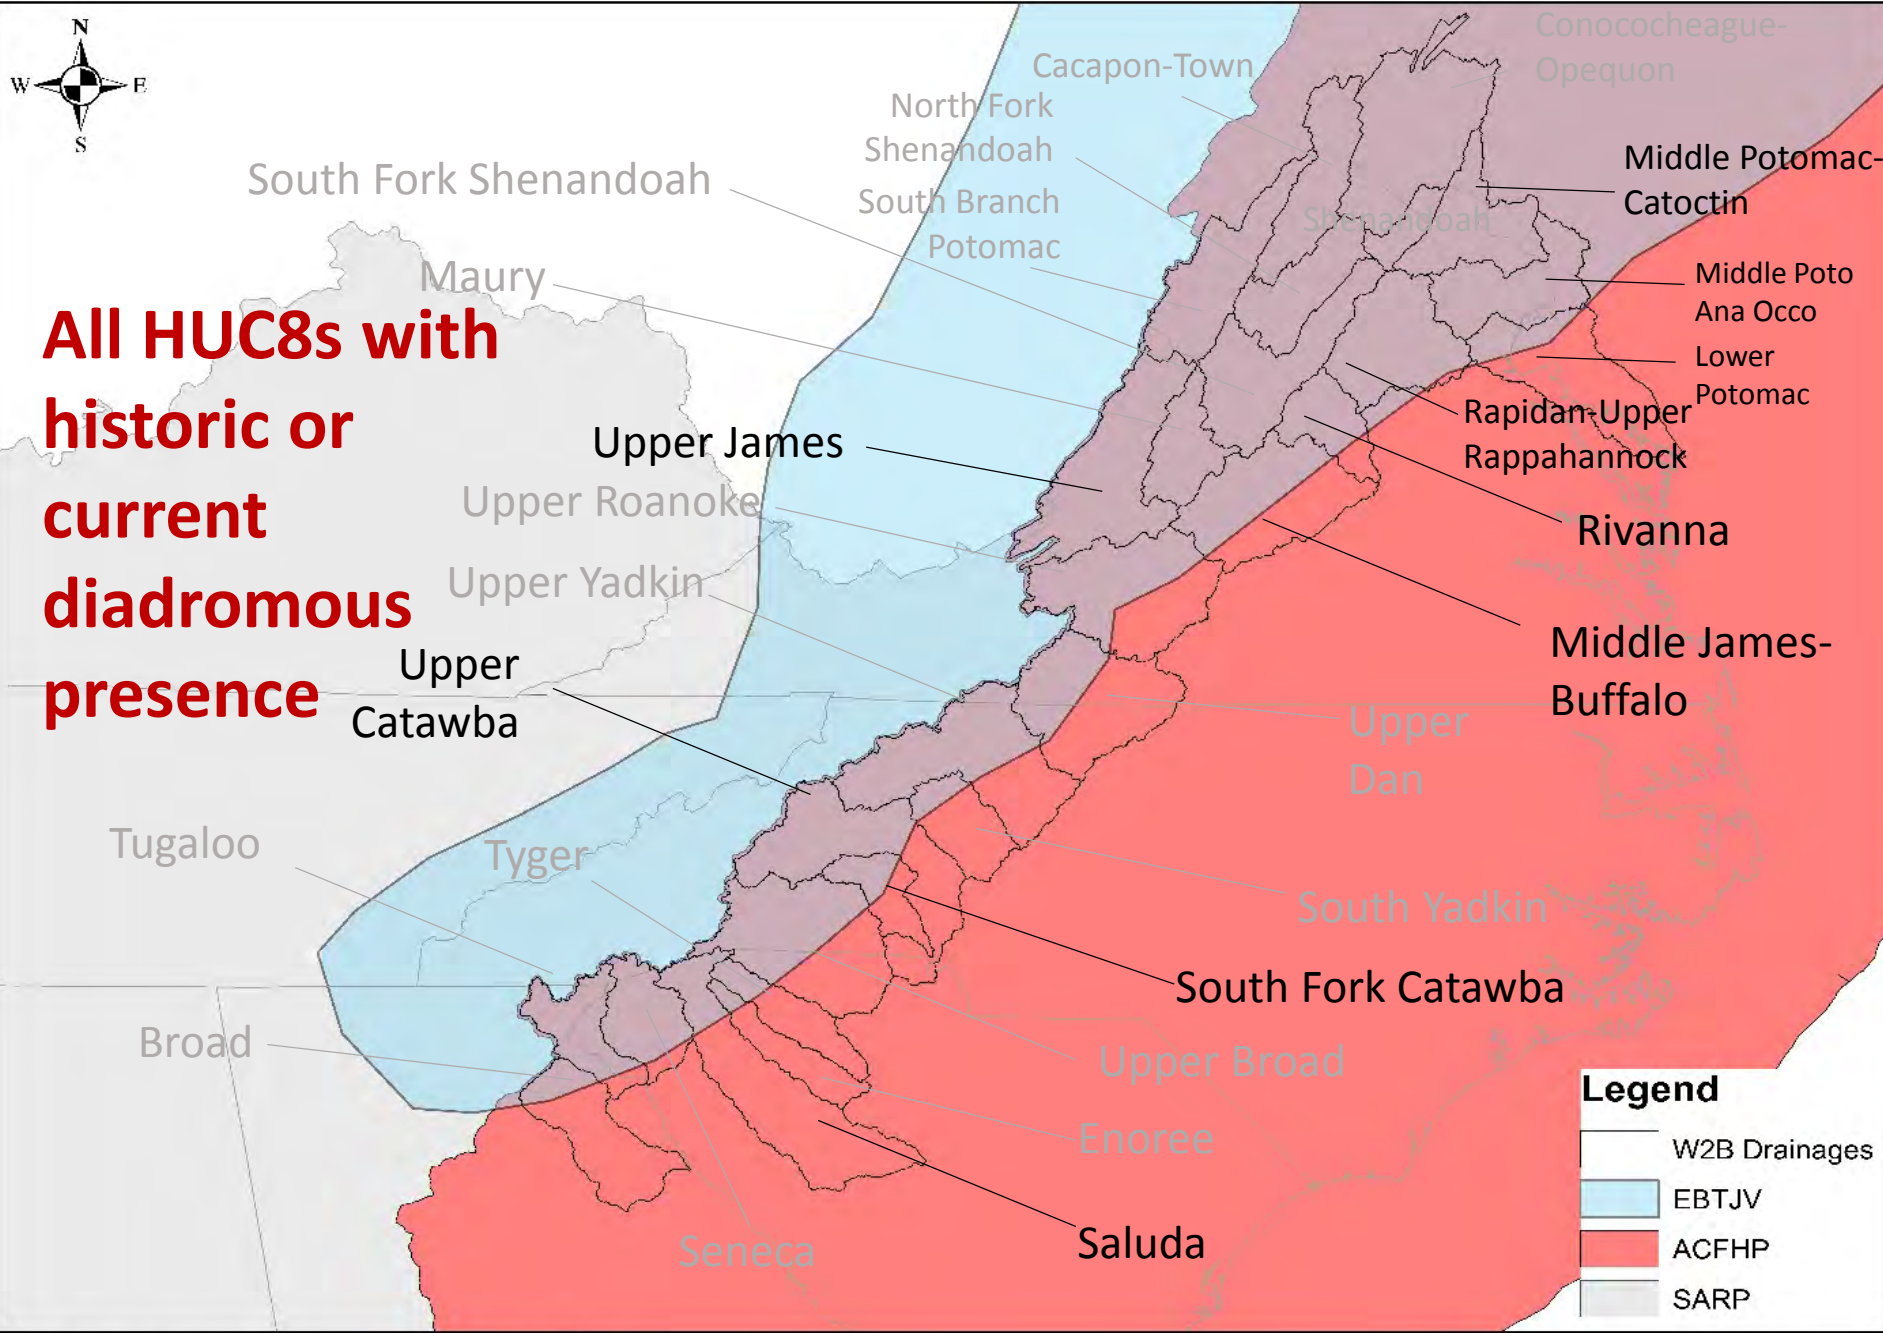 N
W E
S
Conococheague-
Opequon
Cacapon-Town
North Fork
Shenandoah
South Fork Shenandoah
South Branch
Potomac
Shenandoah
Middle Potomac-
Catoctin
Maury
Middle Poto
Ana Occo
Lower
Potomac
All HUC8s with
historic or
current
diadromous
presence
Rapidan-Upper
Rappahannock
Upper James
Upper Roanoke
Rivanna
Upper Yadkin
Middle James-
Buffalo
Upper
Catawba
Upper
Dan
Tugaloo
Tyger
South Yadkin
South Fork Catawba
Broad
Upper Broad
Enoree
Seneca
Saluda
Legend
W2B Drainages
EBTJV
ACFHP
SARP